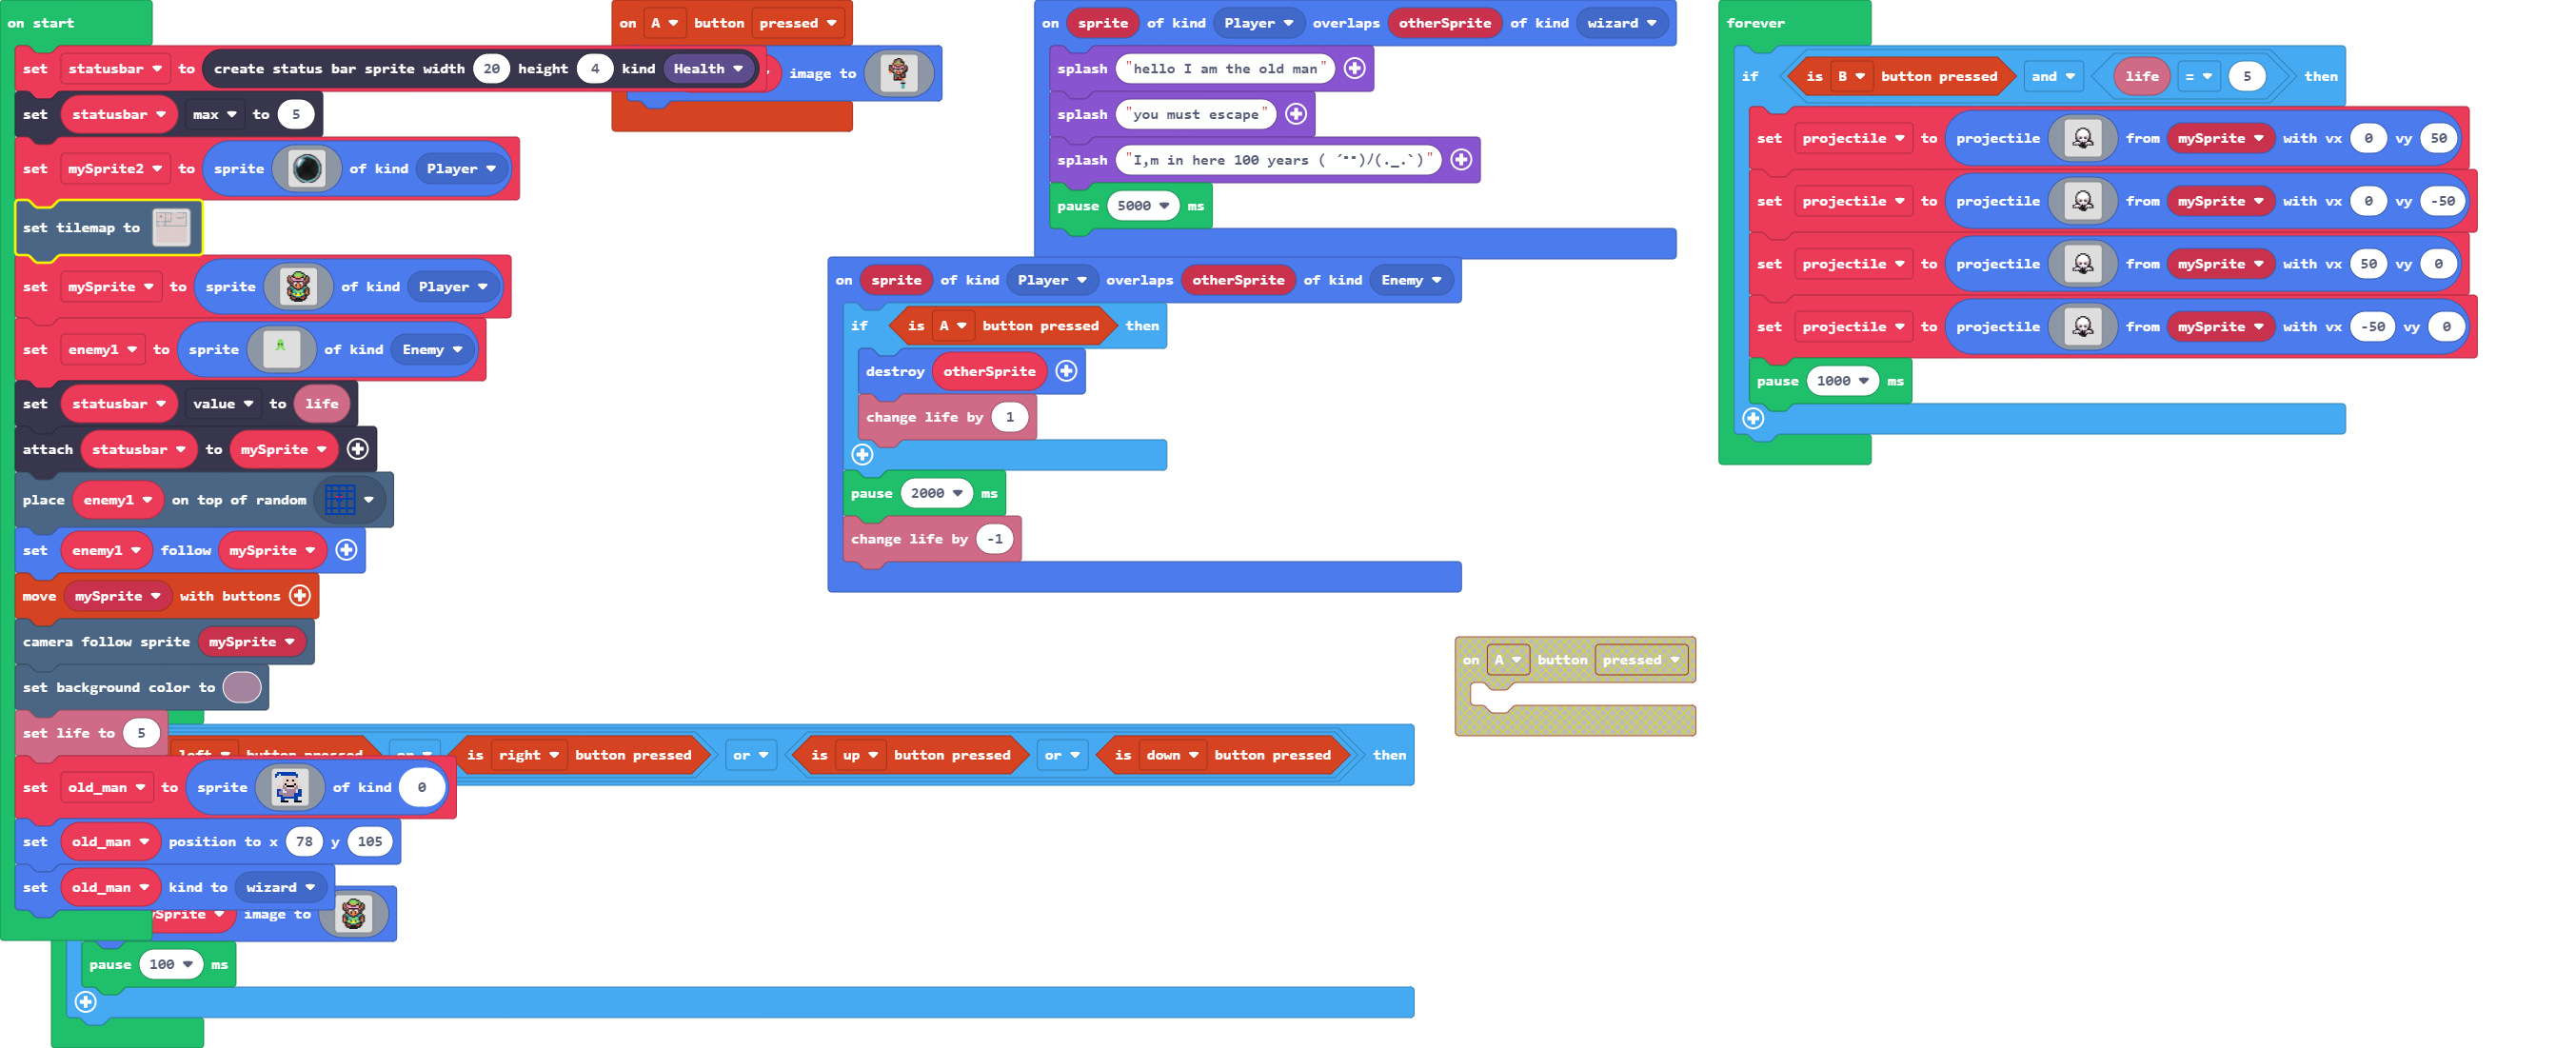 on start
set statusbar to create status bar sprite width 20 height 4 kind Health
set statusbar max to 5
set mySprite2 to sprite of kind Player
set tilemap to
set mySprite to sprite of kind Player
set enemy1 to sprite of kind Enemy
set statusbar value to life
attach statusbar to mySprite
place enemy1 on top of random
set enemy1 follow mySprite
move mySprite with buttons
camera follow sprite mySprite
set background color to
set life to 5
set old_man to sprite of kind 0
set old_man position to x 78 y 105
set old_man kind to wizard
left button pressed or is right button pressed or is up button pressed or is down button pressed then
ySprite image to
pause 100 ms
on A button pressed
image to
on sprite of kind Player overlaps otherSprite of kind wizard
splash "hello I am the old man"
splash "you must escape"
splash "I,m in here 100 years ( ´･･)ﾉ(._.`)"
pause 5000 ms
on sprite of kind Player overlaps otherSprite of kind Enemy
if is A button pressed then
destroy otherSprite
change life by 1
pause 2000 ms
change life by -1
on A button pressed
forever
if is B button pressed and life = 5 then
set projectile to projectile from mySprite with vx 0 vy 50
set projectile to projectile from mySprite with vx 0 vy -50
set projectile to projectile from mySprite with vx 50 vy 0
set projectile to projectile from mySprite with vx -50 vy 0
pause 1000 ms